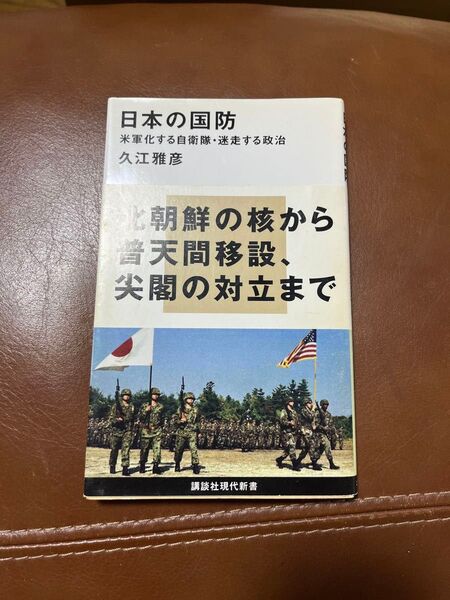 日本の国防
米軍化する自衛隊・迷走する政治
久江雅彦
北朝鮮の核から
普天間移設、
尖閣の対立まで
講談社現代新書